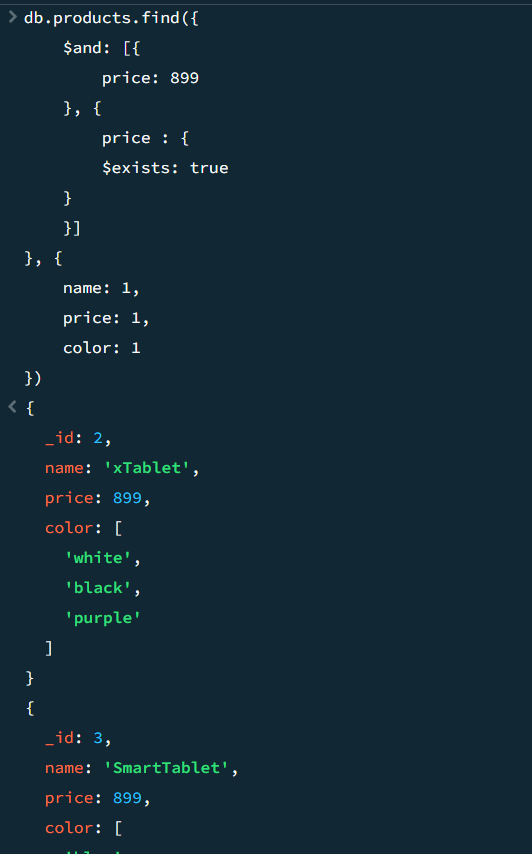 db.products.find({
$and: [{
price: 899
}, {
price : {
$exists: true
}
}]
}, {
name: 1,
price: 1,
color: 1
})
{
_id: 2,
name: 'xTablet',
price: 899,
color: [
'white',
'black',
'purple'
]
}
{
_id: 3,
name: 'SmartTablet',
price: 899,
color: [